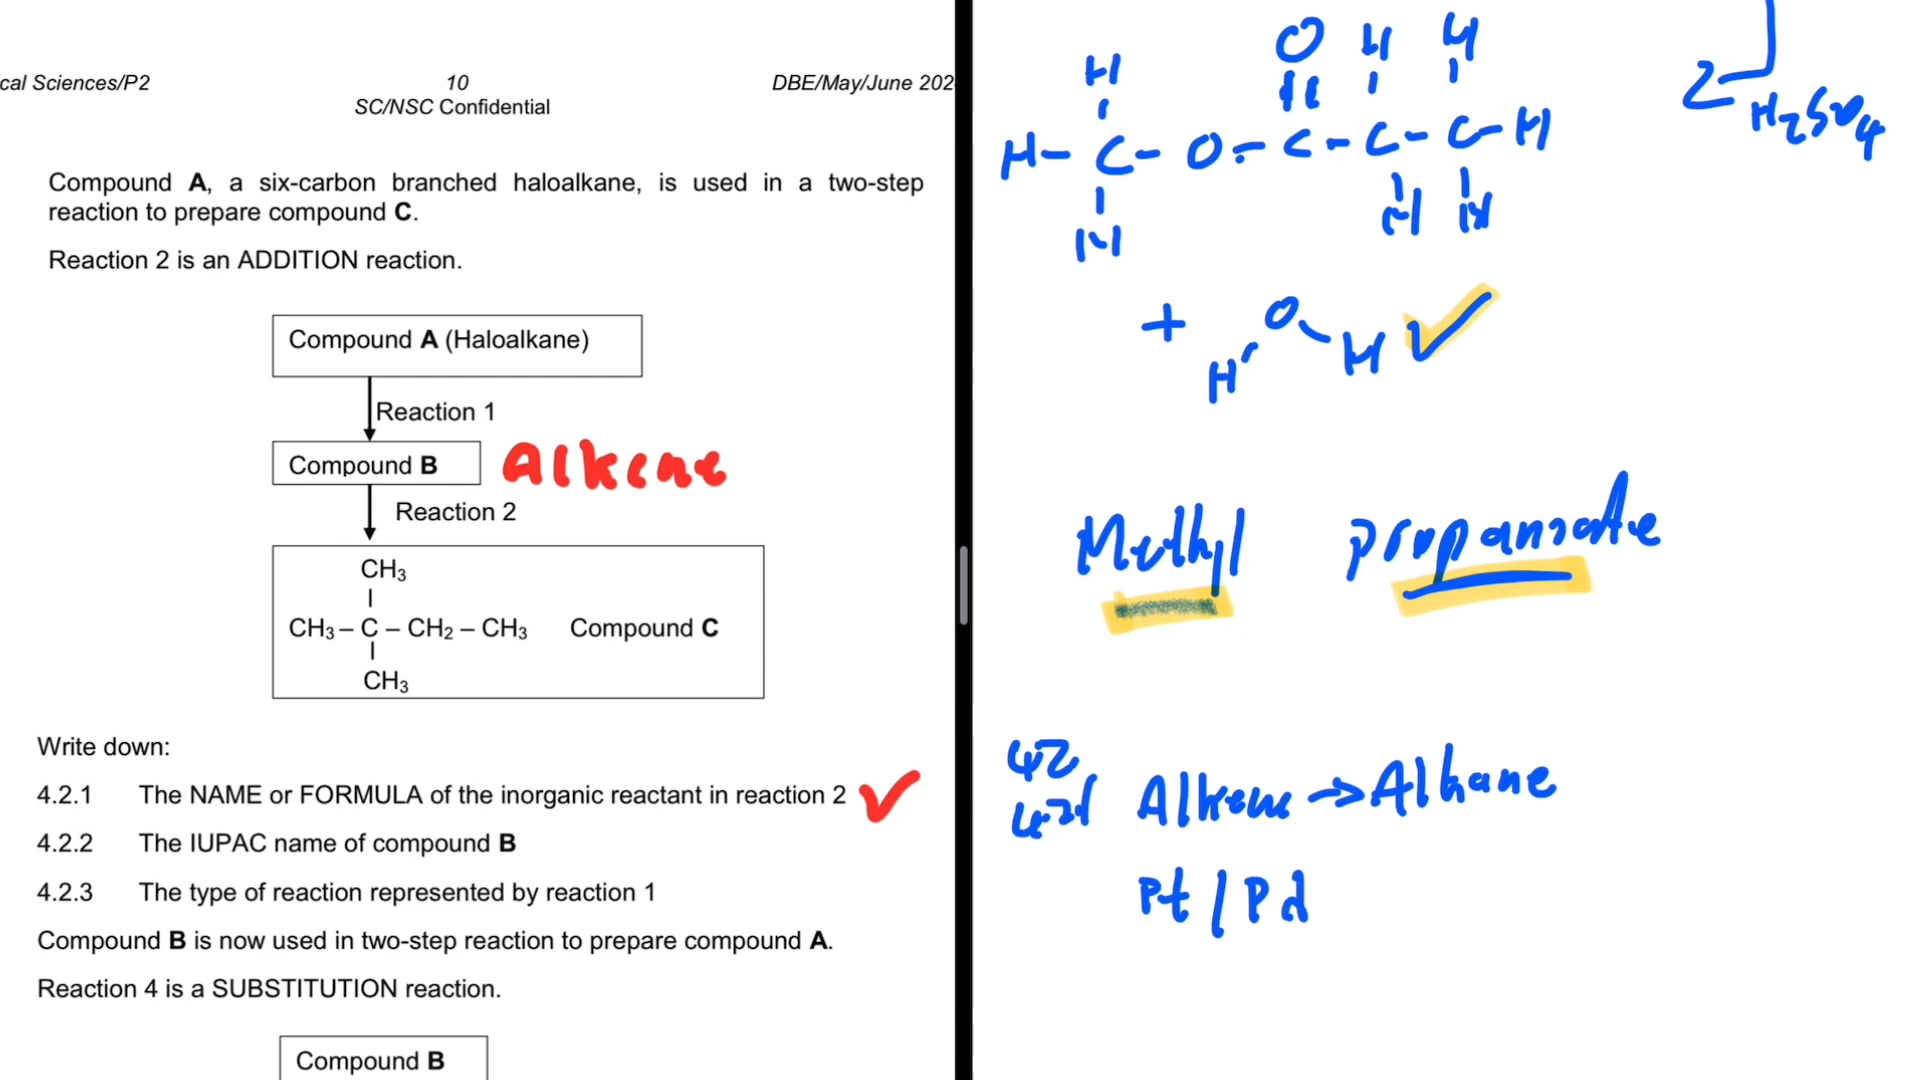 cal Sciences/P2 10 DBE/May/June 202
SC/NSC Confidential
Compound A, a six-carbon branched haloalkane, is used in a two-step
reaction to prepare compound C.
Reaction 2 is an ADDITION reaction.
Compound A (Haloalkane)
Reaction 1
Compound B Alkene
Reaction 2
CH3
|
CH3 – C – CH2 – CH3 Compound C
|
CH3
Write down:
4.2.1 The NAME or FORMULA of the inorganic reactant in reaction 2
4.2.2 The IUPAC name of compound B
4.2.3 The type of reaction represented by reaction 1
Compound B is now used in two-step reaction to prepare compound A.
Reaction 4 is a SUBSTITUTION reaction.
Compound B
H O H H
H - C - O - C - C - C - H
H H H
H2SO4
+ H O H
Methyl propanoate
42
Alkene → Alkane
Pt / Pd